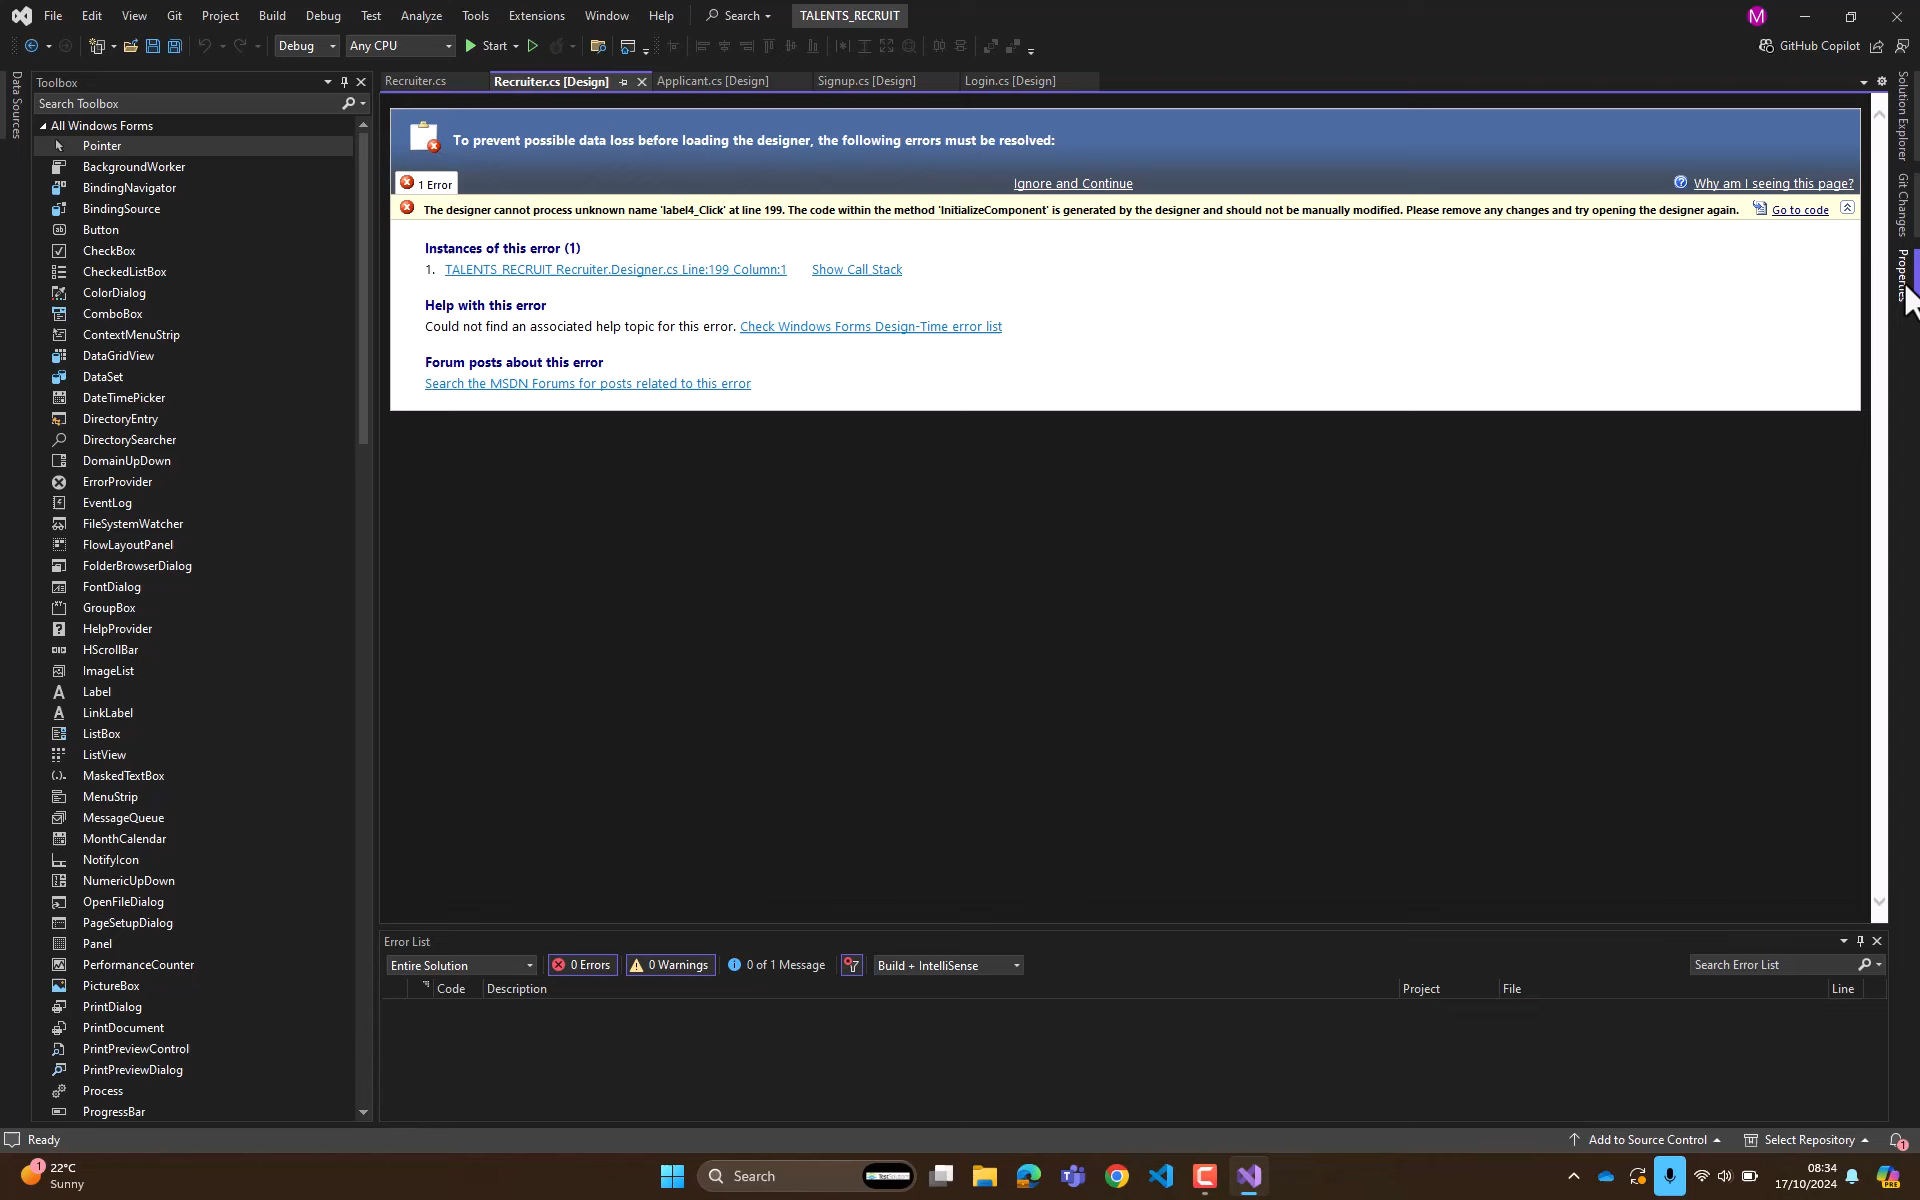 File Edit View Git Project Build Debug Test Analyze Tools Extensions Window Help Search TALENTS_RECRUIT M
Debug Any CPU Start GitHub Copilot
Data Sources
Toolbox
Search Toolbox
All Windows Forms
Pointer
BackgroundWorker
BindingNavigator
BindingSource
Button
CheckBox
CheckedListBox
ColorDialog
ComboBox
ContextMenuStrip
DataGridView
DataSet
DateTimePicker
DirectoryEntry
DirectorySearcher
DomainUpDown
ErrorProvider
EventLog
FileSystemWatcher
FlowLayoutPanel
FolderBrowserDialog
FontDialog
GroupBox
HelpProvider
HScrollBar
ImageList
Label
LinkLabel
ListBox
ListView
MaskedTextBox
MenuStrip
MessageQueue
MonthCalendar
NotifyIcon
NumericUpDown
OpenFileDialog
PageSetupDialog
Panel
PerformanceCounter
PictureBox
PrintDialog
PrintDocument
PrintPreviewControl
PrintPreviewDialog
Process
ProgressBar
Recruiter.cs Recruiter.cs [Design] Applicant.cs [Design] Signup.cs [Design] Login.cs [Design]
To prevent possible data loss before loading the designer, the following errors must be resolved:
1 Error Ignore and Continue Why am I seeing this page?
The designer cannot process unknown name 'label4_Click' at line 199. The code within the method 'InitializeComponent' is generated by the designer and should not be manually modified. Please remove any changes and try opening the designer again. Go to code
Instances of this error (1)
1. TALENTS RECRUIT Recruiter.Designer.cs Line:199 Column:1 Show Call Stack
Help with this error
Could not find an associated help topic for this error. Check Windows Forms Design-Time error list
Forum posts about this error
Search the MSDN Forums for posts related to this error
Solution Explorer
Git Changes
Properties
Error List
Entire Solution 0 Errors 0 Warnings 0 of 1 Message Build + IntelliSense Search Error List
Code Description Project File Line
Ready Add to Source Control Select Repository 1
1 22°C
Sunny
Search
08:34
17/10/2024
PRE